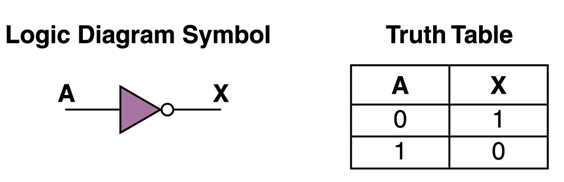 Logic Diagram Symbol
Truth Table
A
X
A X
0 1
1 0